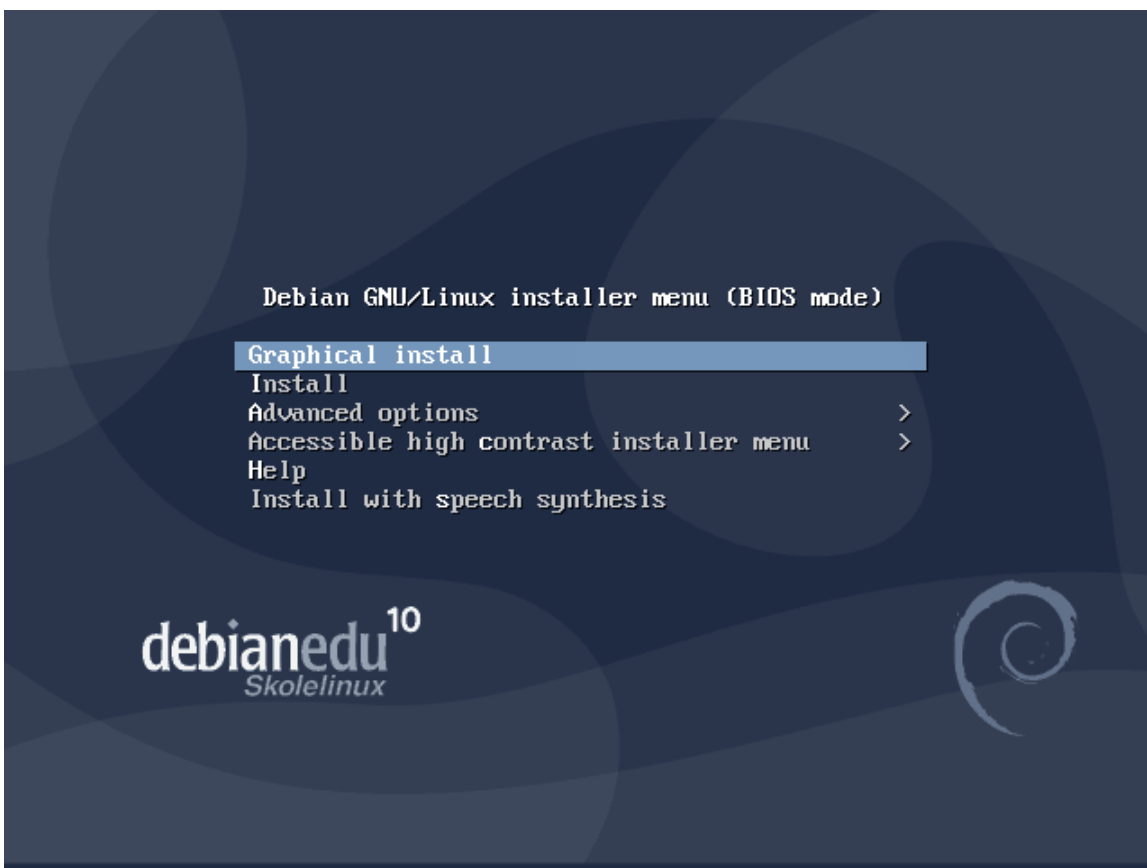 Debian GNU/Linux installer menu (BIOS mode)
Graphical install
Install
Advanced options >
Accessible high contrast installer menu >
Help
Install with speech synthesis
debianedu 10
Skolelinux